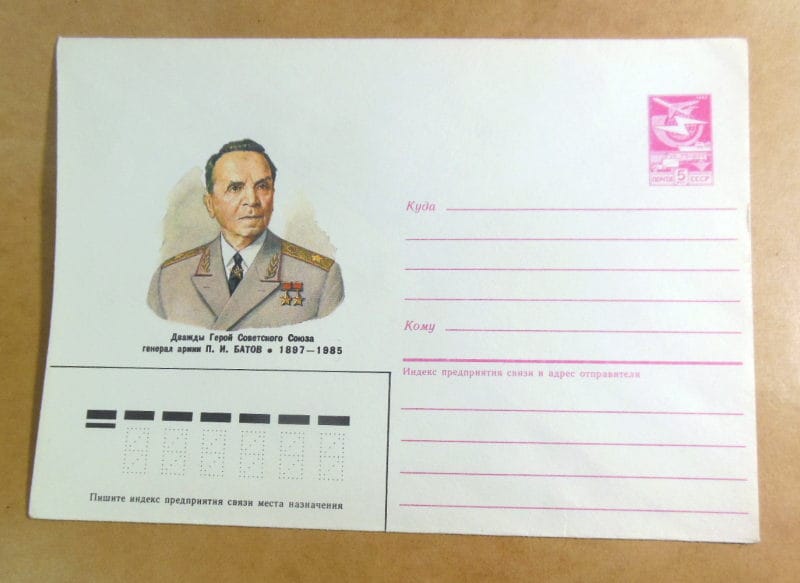 Дважды Герой Советского Союза
генерал армии П. И. БАТОВ • 1897—1985
ПОЧТА 5 СССР
Куда
Кому
Индекс предприятия связи и адрес отправителя
Пишите индекс предприятия связи места назначения